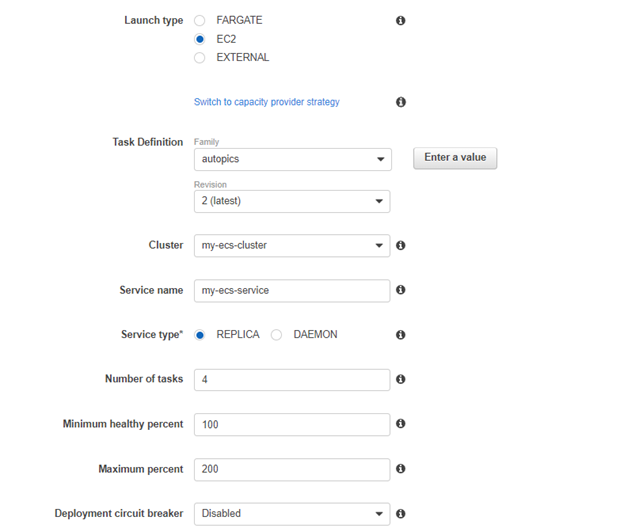 Launch type
FARGATE
EC2
EXTERNAL
Switch to capacity provider strategy
Task Definition
Family
autopics
Enter a value
Revision
2 (latest)
Cluster
my-ecs-cluster
Service name
my-ecs-service
Service type*
REPLICA
DAEMON
Number of tasks
4
Minimum healthy percent
100
Maximum percent
200
Deployment circuit breaker
Disabled